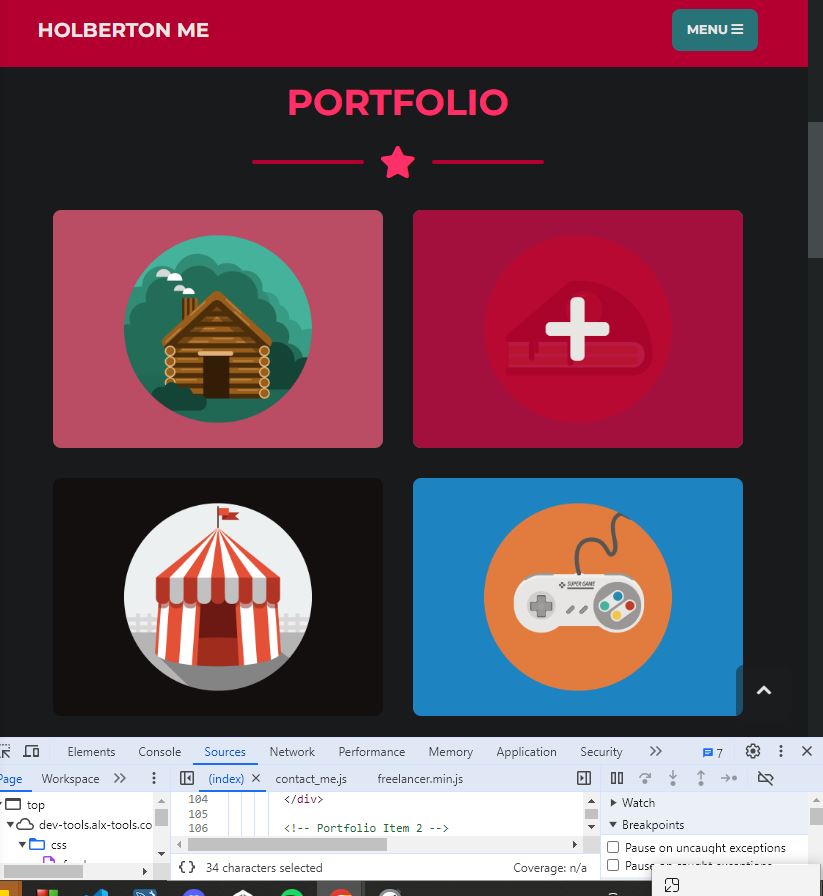 HOLBERTON ME
MENU
PORTFOLIO
SUPER GAME
Elements Console Sources Network Performance Memory Application Security 7
Page Workspace (index) contact_me.js freelancer.min.js
top
dev-tools.alx-tools.co
css
104 </div>
105
106 <!-- Portfolio Item 2 -->
{} 34 characters selected Coverage: n/a
Watch
Breakpoints
Pause on uncaught exceptions
Pause on caught exceptions